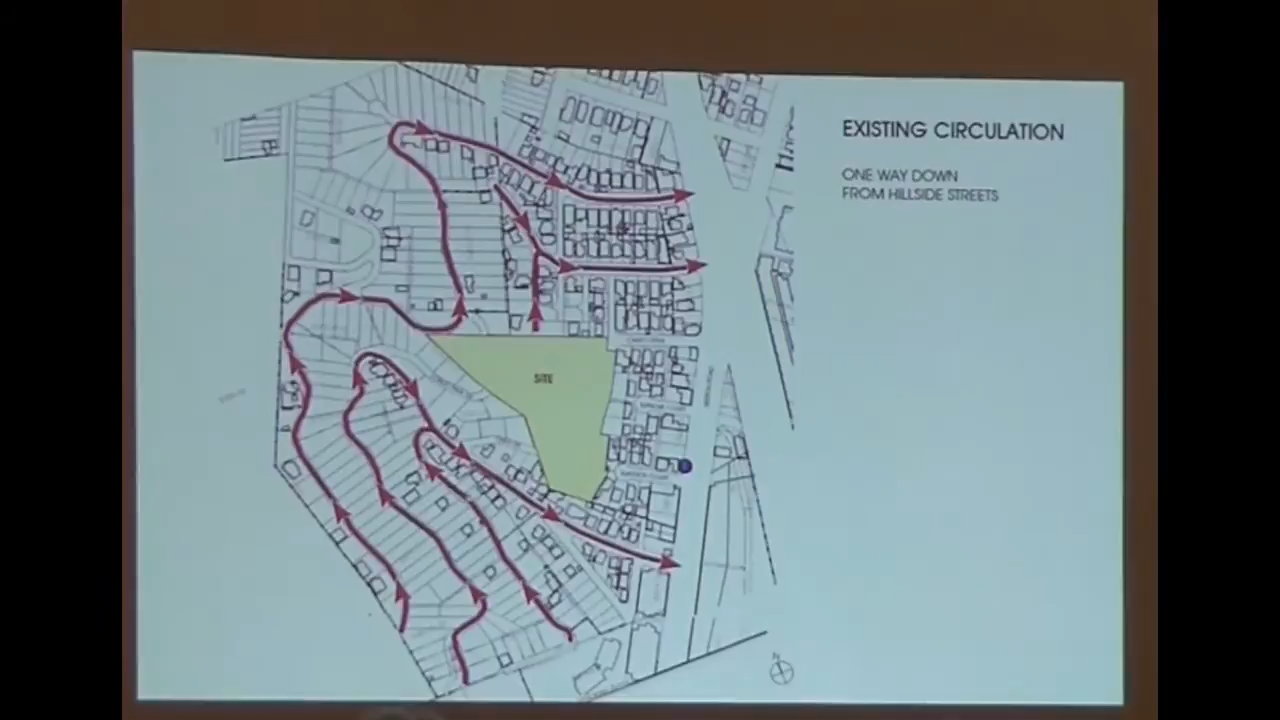 EXISTING CIRCULATION
ONE WAY DOWN
FROM HILLSIDE STREETS
SITE
N